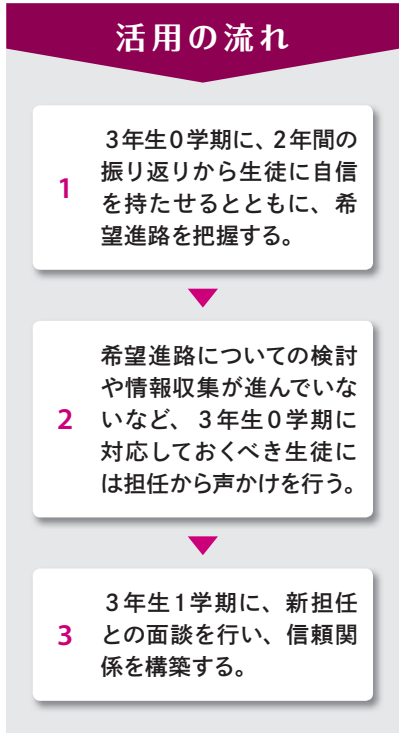 活用の流れ
1
3年生0学期に、2年間の
振り返りから生徒に自信
を持たせるとともに、希
望進路を把握する。
2
希望進路についての検討
や情報収集が進んでいな
いなど、3年生0学期に
対応しておくべき生徒に
は担任から声かけを行う。
3
3年生1学期に、新担任
との面談を行い、信頼関
係を構築する。